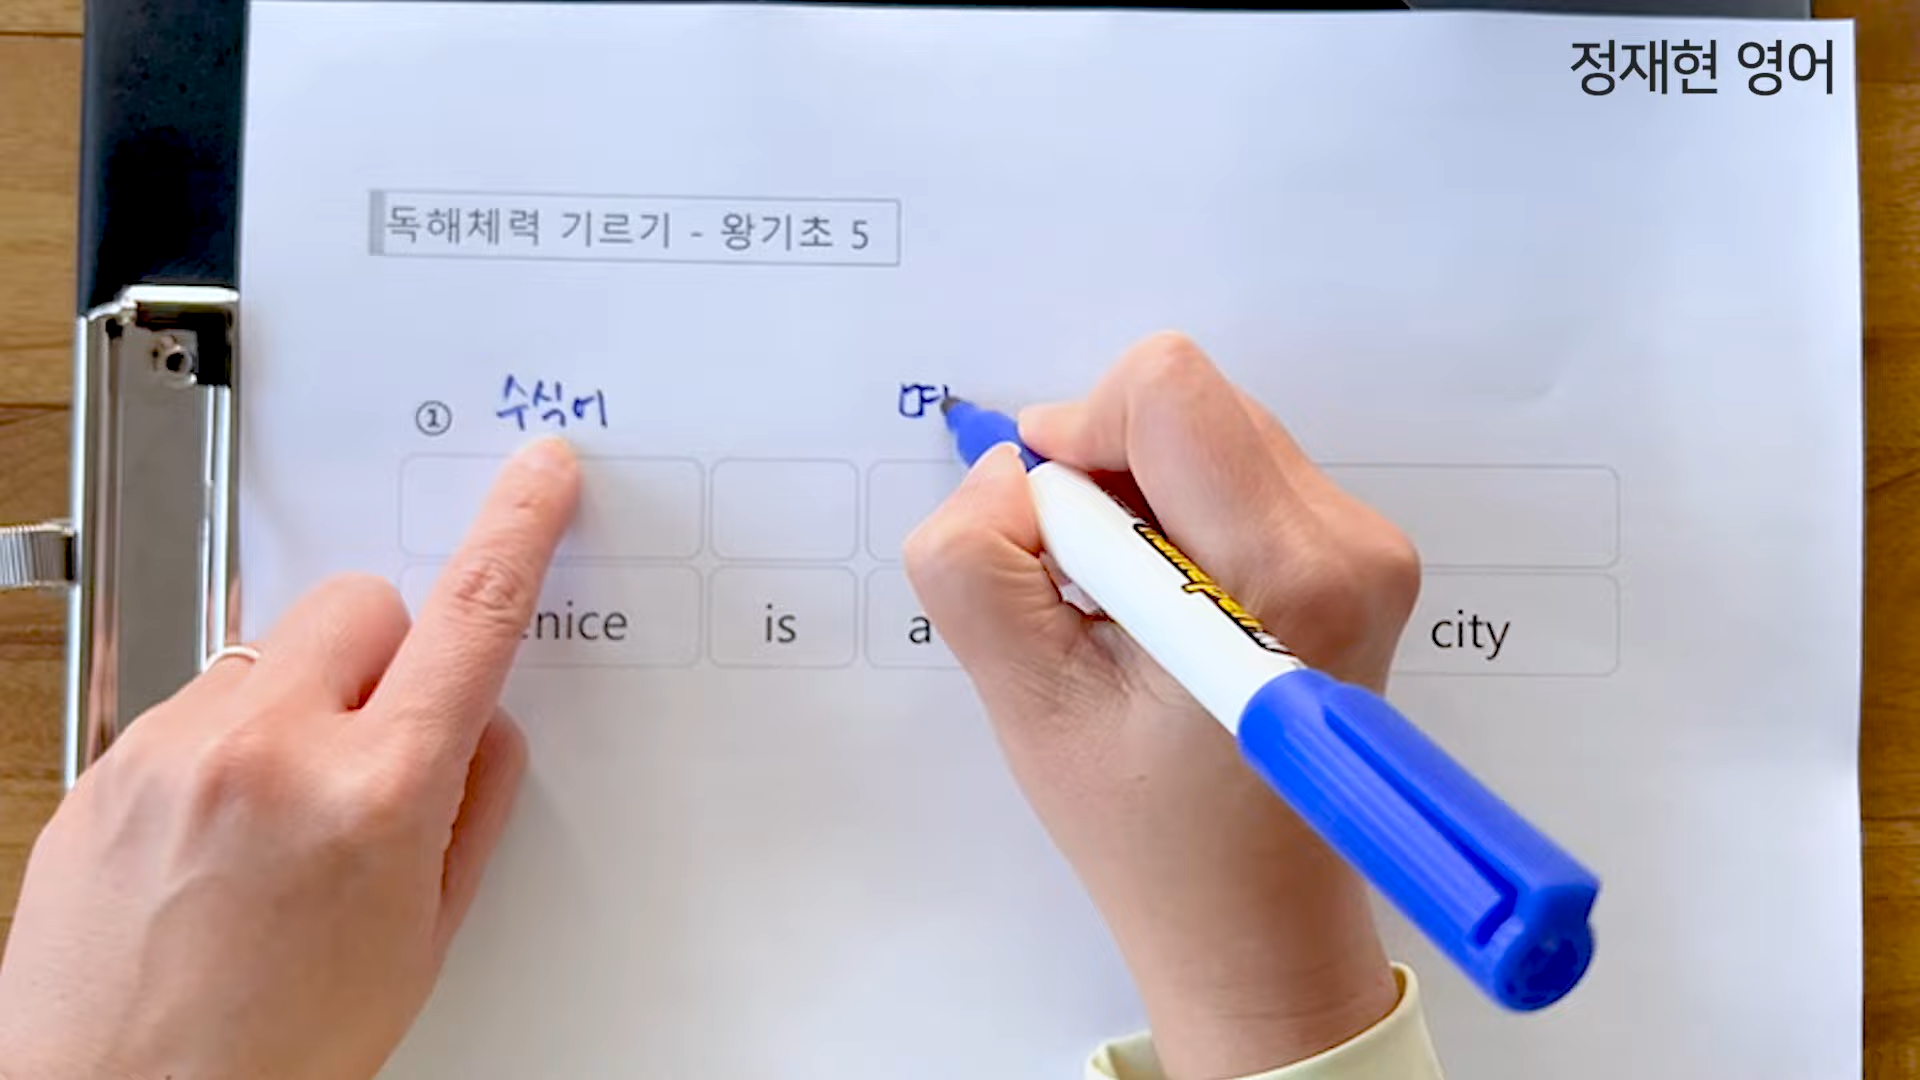 정재현 영어
독해체력 기르기 - 왕기초 5
① 수식어
is a city